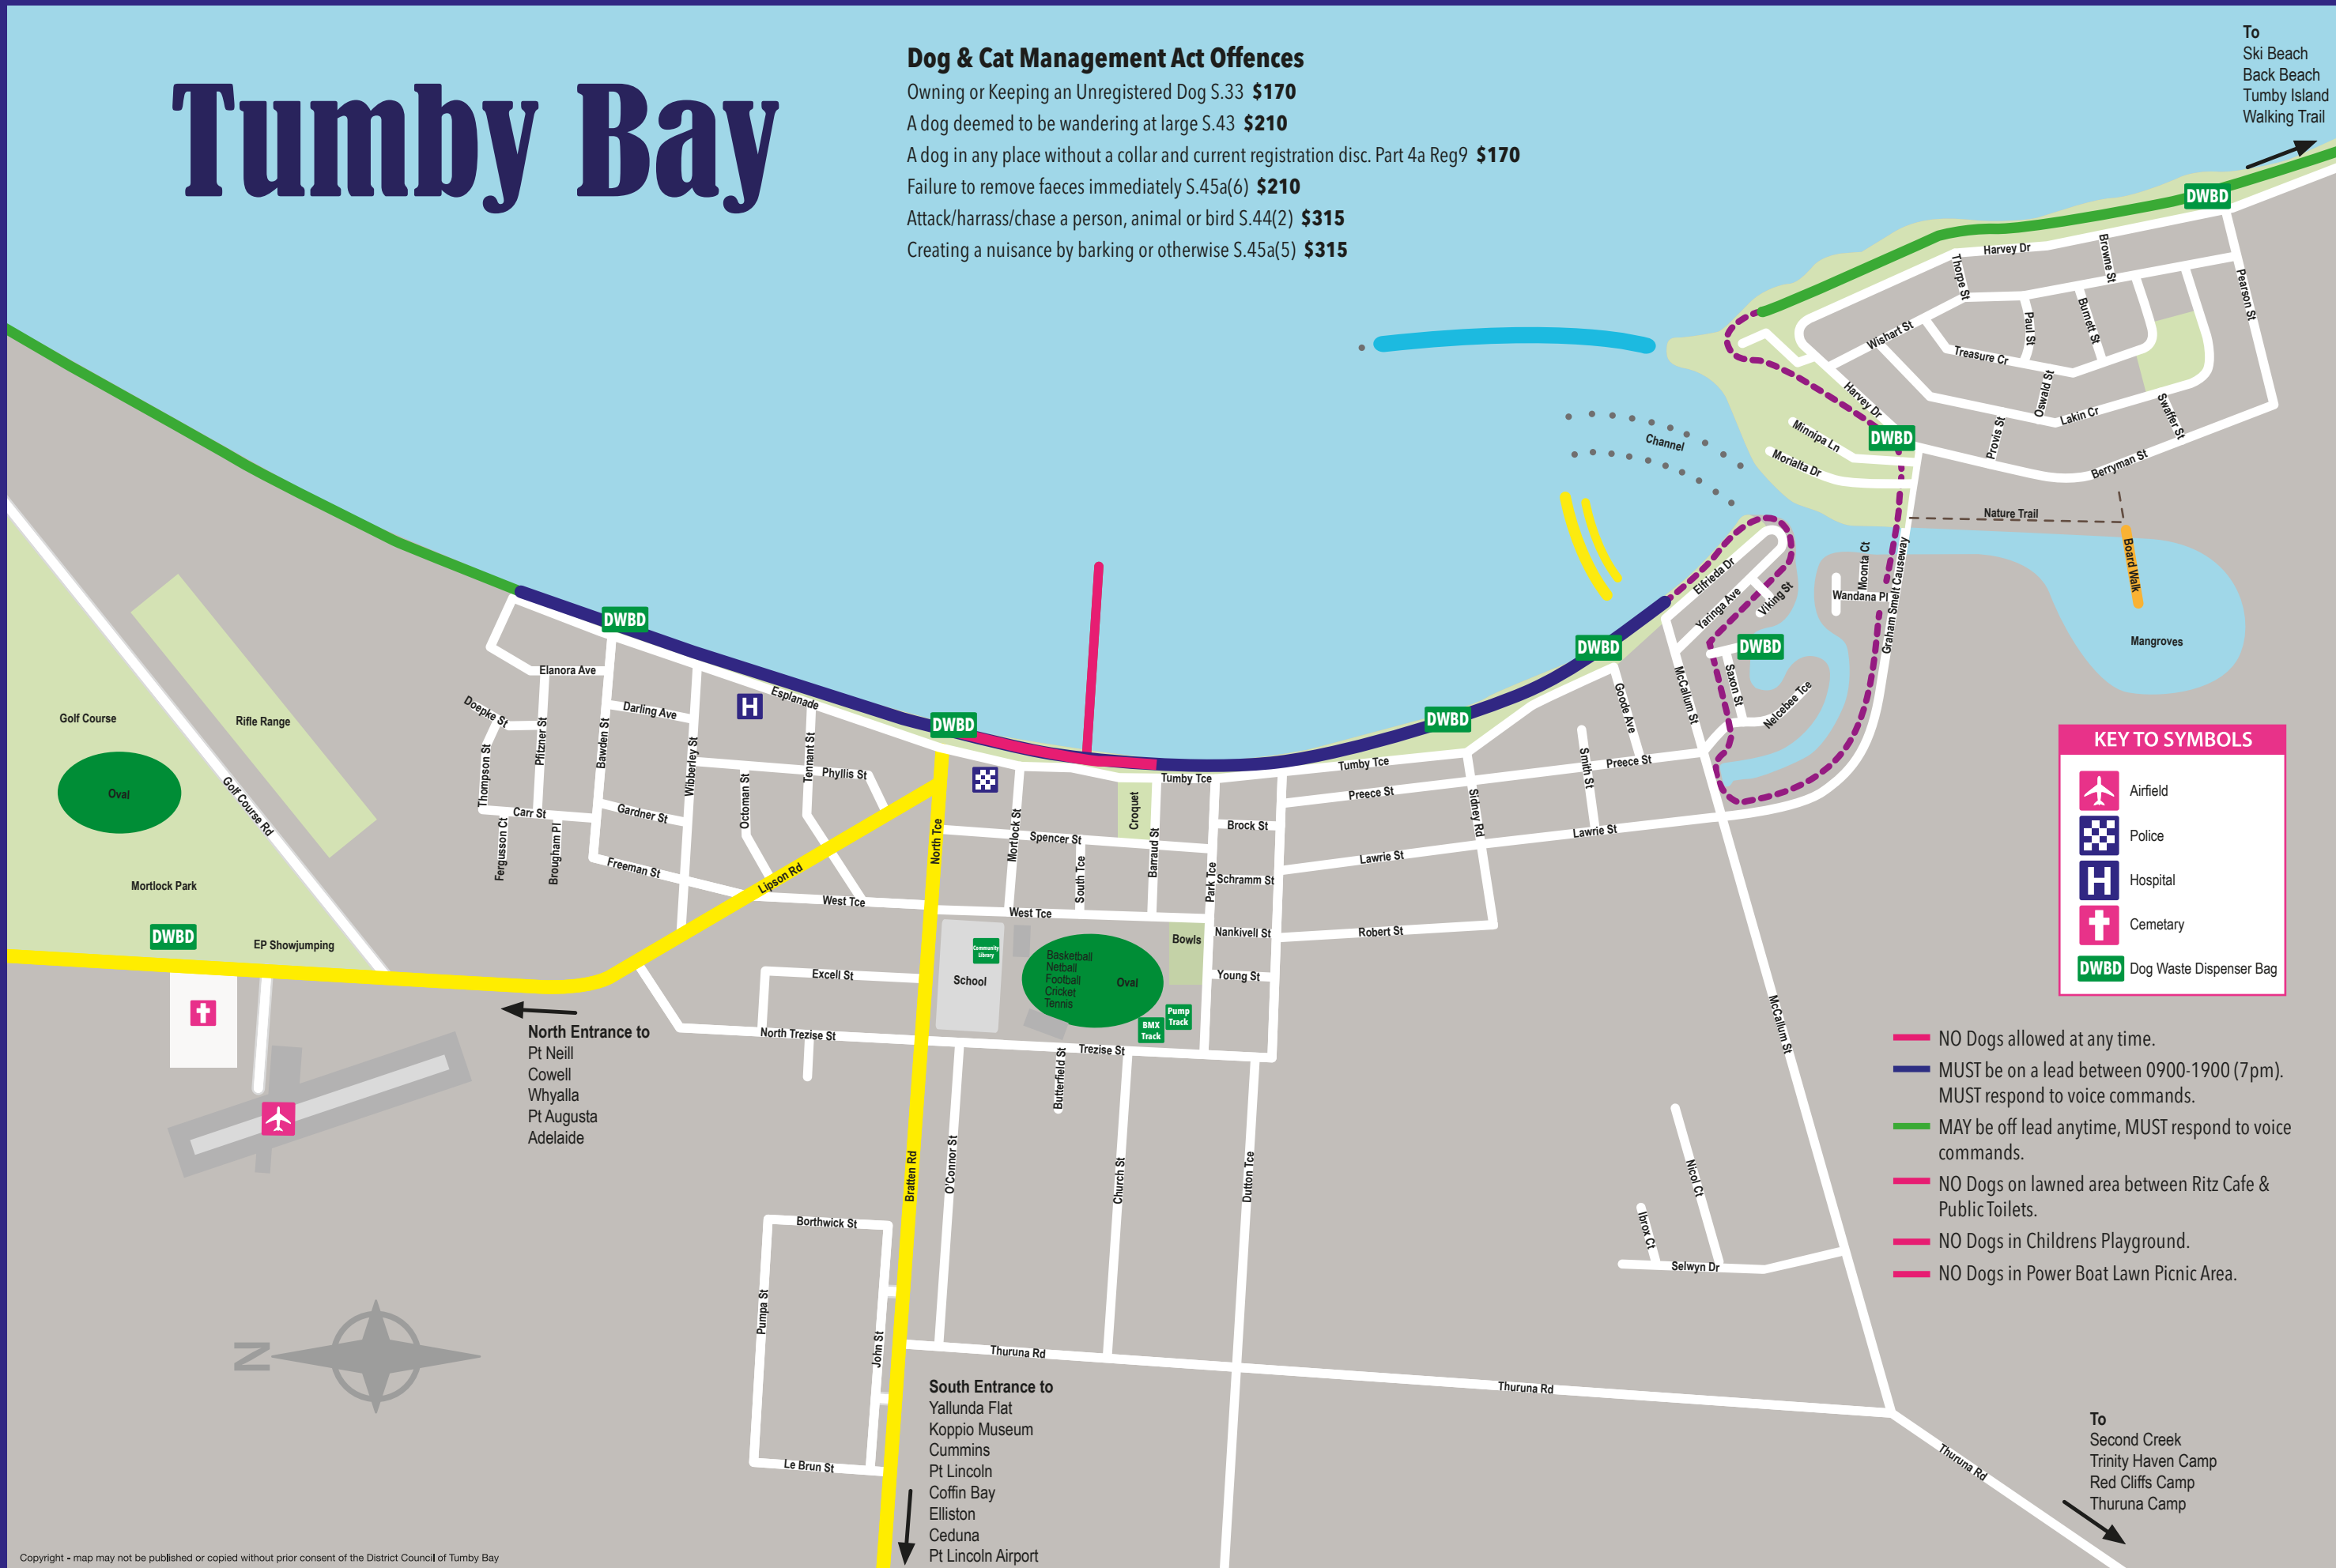 Tumby Bay
Dog & Cat Management Act Offences
Owning or Keeping an Unregistered Dog S.33 $170
A dog deemed to be wandering at large S.43 $210
A dog in any place without a collar and current registration disc. Part 4a Reg9 $170
Failure to remove faeces immediately S.45a(6) $210
Attack/harrass/chase a person, animal or bird S.44(2) $315
Creating a nuisance by barking or otherwise S.45a(5) $315
To
Ski Beach
Back Beach
Tumby Island
Walking Trail
DWBD
Harvey Dr
Browne St
Thorpe St
Pearson St
Burnett St
Paul St
Wishart St
Treasure Cr
Oswald St
Harvey Dr
Lakin Cr
Swaffer St
Provis St
DWBD
Minnipa Ln
Morialta Dr
Berryman St
Channel
Nature Trail
Board Walk
Mangroves
Moonta Ct
Wandana Pl
Graham Smelt Causeway
Elfrieda Dr
Yaringa Ave
Viking St
DWBD
DWBD
Saxon St
Nelcebee Tce
McCallum St
Goode Ave
DWBD
DWBD
Elanora Ave
Doepke St
Darling Ave
H
Esplanade
DWBD
Pfitzner St
Bawden St
Wibberley St
Tennant St
Thompson St
Octoman St
Phyllis St
Carr St
Gardner St
Fergusson Ct
Brougham Pl
Freeman St
Lipson Rd
North Tce
Mortlock St
Spencer St
Croquet
Tumby Tce
Barraud St
South Tce
Park Tce
Brock St
Schramm St
Nankivell St
Young St
Tumby Tce
Preece St
Preece St
Smith St
Sidney Rd
Lawrie St
Lawrie St
Robert St
West Tce
West Tce
Golf Course
Rifle Range
Oval
Golf Course Rd
Mortlock Park
DWBD
EP Showjumping
Excell St
North Trezise St
School
Community
Library
Basketball
Netball
Football
Cricket
Tennis
Oval
Bowls
Pump
Track
BMX
Track
Trezise St
Butterfield St
North Entrance to
Pt Neill
Cowell
Whyalla
Pt Augusta
Adelaide
Bratten Rd
O'Connor St
Church St
Dutton Tce
Borthwick St
Pumpa St
John St
Le Brun St
N
Thuruna Rd
Thuruna Rd
Thuruna Rd
McCallum St
Nicol Ct
Ibrox Ct
Selwyn Dr
South Entrance to
Yallunda Flat
Koppio Museum
Cummins
Pt Lincoln
Coffin Bay
Elliston
Ceduna
Pt Lincoln Airport
To
Second Creek
Trinity Haven Camp
Red Cliffs Camp
Thuruna Camp
KEY TO SYMBOLS
Airfield
Police
H Hospital
Cemetary
DWBD Dog Waste Dispenser Bag
NO Dogs allowed at any time.
MUST be on a lead between 0900-1900 (7pm).
MUST respond to voice commands.
MAY be off lead anytime, MUST respond to voice
commands.
NO Dogs on lawned area between Ritz Cafe &
Public Toilets.
NO Dogs in Childrens Playground.
NO Dogs in Power Boat Lawn Picnic Area.
Copyright - map may not be published or copied without prior consent of the District Council of Tumby Bay